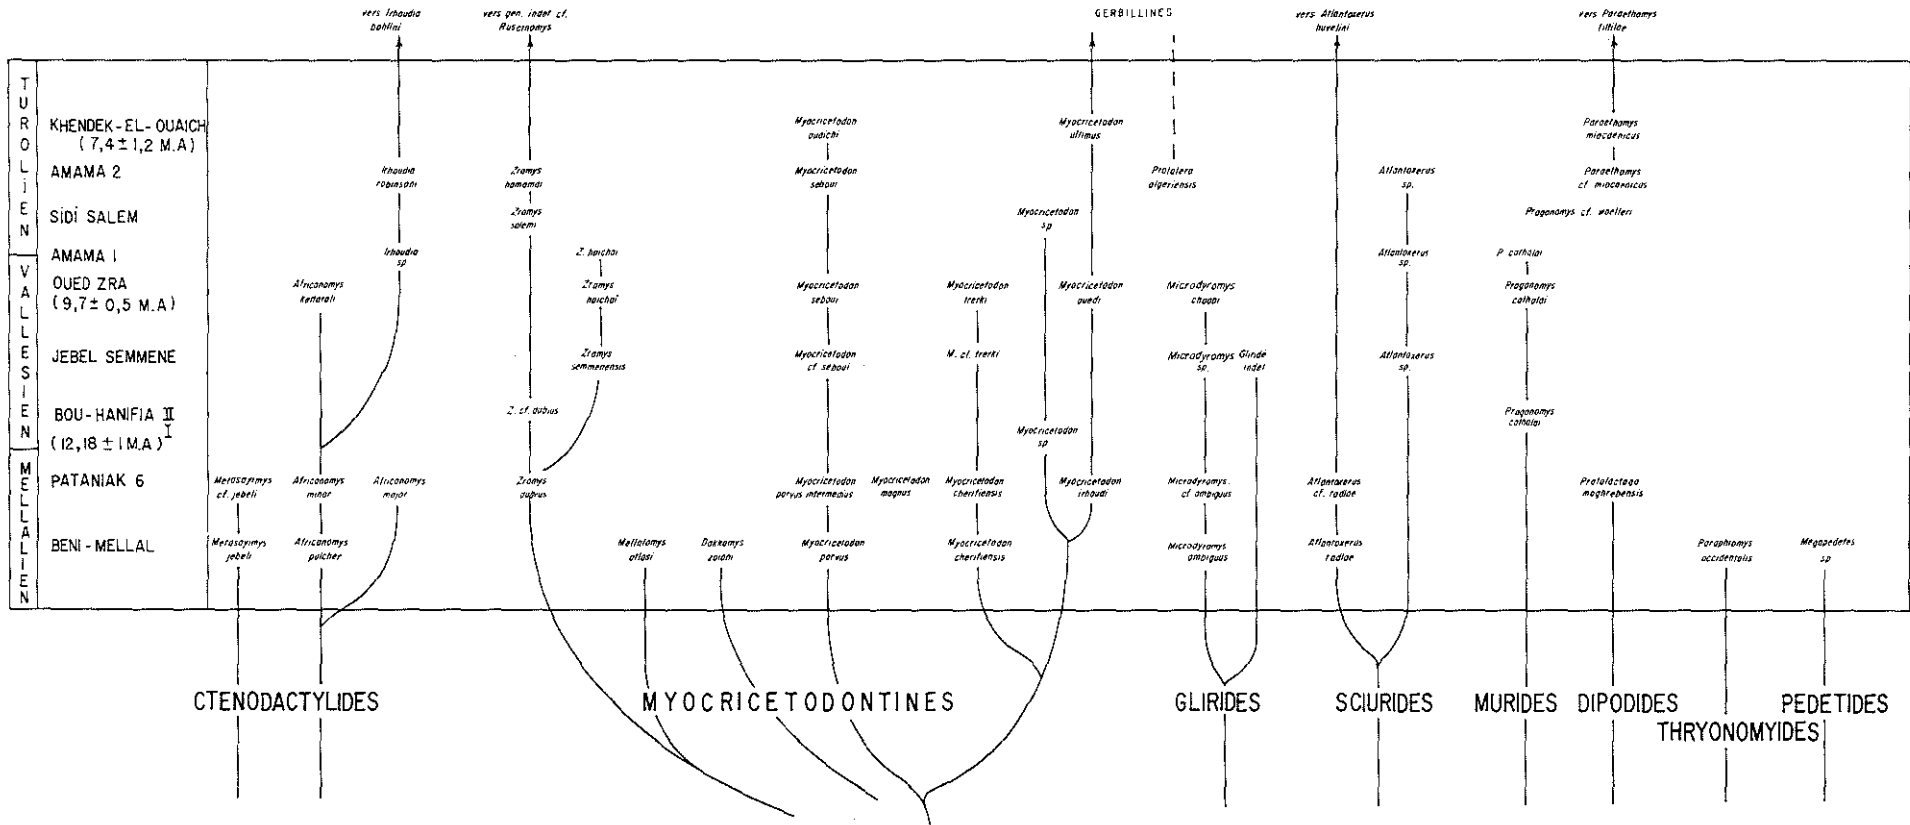 vers Irhoudia
bohlini
vers gen. indet cf.
Ruscinomys
GERBILLINES
vers Atlantoxerus
huvelini
vers Paraethomys
filfilae
TUROLiEN
KHENDEK-EL-OUAICH
(7,4±1,2 M.A)
Myocricetodon
ouaichi
Myocricetodon
ultimus
Paraethomys
miocaenicus
AMAMA 2
Irhoudia
robinsoni
Zramys
hamamai
Myocricetodon
seboui
Protatera
algeriensis
Atlantoxerus
sp.
Paraethomys
cf. miocaenicus
SiDi SALEM
Zramys
salemi
Myocricetodon
sp
Progonomys cf. woelferi
AMAMA 1
Irhoudia
sp
Z. haichai
Atlantoxerus
sp.
P. cathalai
VALLESIEN
OUED ZRA
(9,7± 0,5 M.A)
Africanomys
kettarati
Zramys
haichai
Myocricetodon
seboui
Myocricetodon
trerki
Myocricetodon
ouedi
Microdyromys
chaabi
Progonomys
cathalai
JEBEL SEMMENE
Zramys
semmenensis
Myocricetodon
cf. seboui
M. cf. trerki
Microdyromys
sp.
Gliridé
indet
Atlantoxerus
sp.
BOU-HANIFIA II
I
(12,18 ± 1 M.A)
Z. cf. dubius
Myocricetodon
sp
Progonomys
cathalai
MELLALIEN
PATANIAK 6
Metasayimys
cf. jebeli
Africanomys
minor
Africanomys
major
Zramys
dubius
Myocricetodon
parvus intermedius
Myocricetodon
magnus
Myocricetodon
cherifiensis
Myocricetodon
irhoudi
Microdyromys
cf. ambiguus
Atlantoxerus
cf. tadlae
Protalactaga
moghrebensis
BENI-MELLAL
Metasayimys
jebeli
Africanomys
pulcher
Mellalomys
atlasi
Dakkamys
zaiani
Myocricetodon
parvus
Myocricetodon
cherifiensis
Microdyromys
ambiguus
Atlantoxerus
tadlae
Paraphiomys
occidentalis
Megapedetes
sp
CTENODACTYLIDES
MYOCRICETODONTINES
GLIRIDES
SCIURIDES
MURIDES
DIPODIDES
THRYONOMYIDES
PEDETIDES